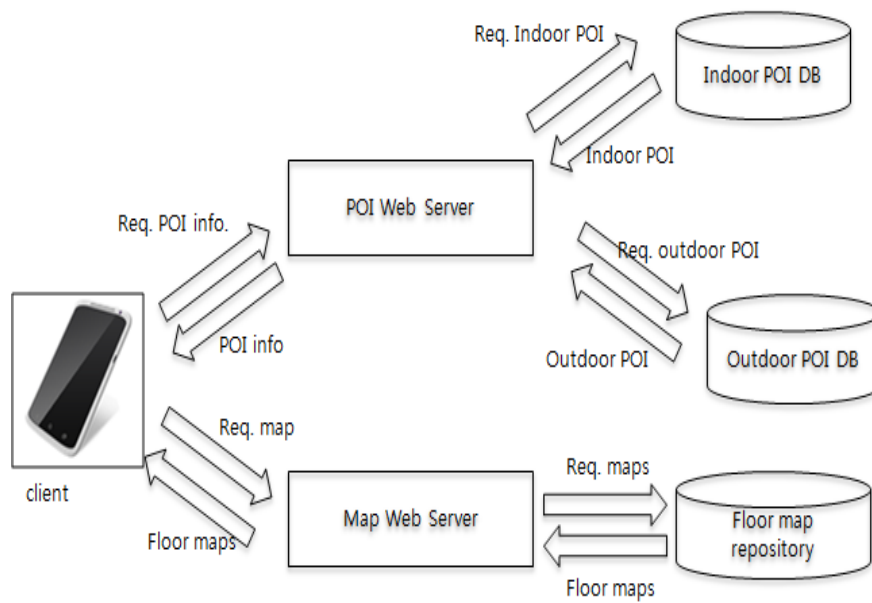 Req. Indoor POI
Indoor POI DB
Indoor POI
POI Web Server
Req. POI info.
Req. outdoor POI
POI info
Outdoor POI
Outdoor POI DB
Req. map
client
Req. maps
Map Web Server
Floor map
repository
Floor maps
Floor maps